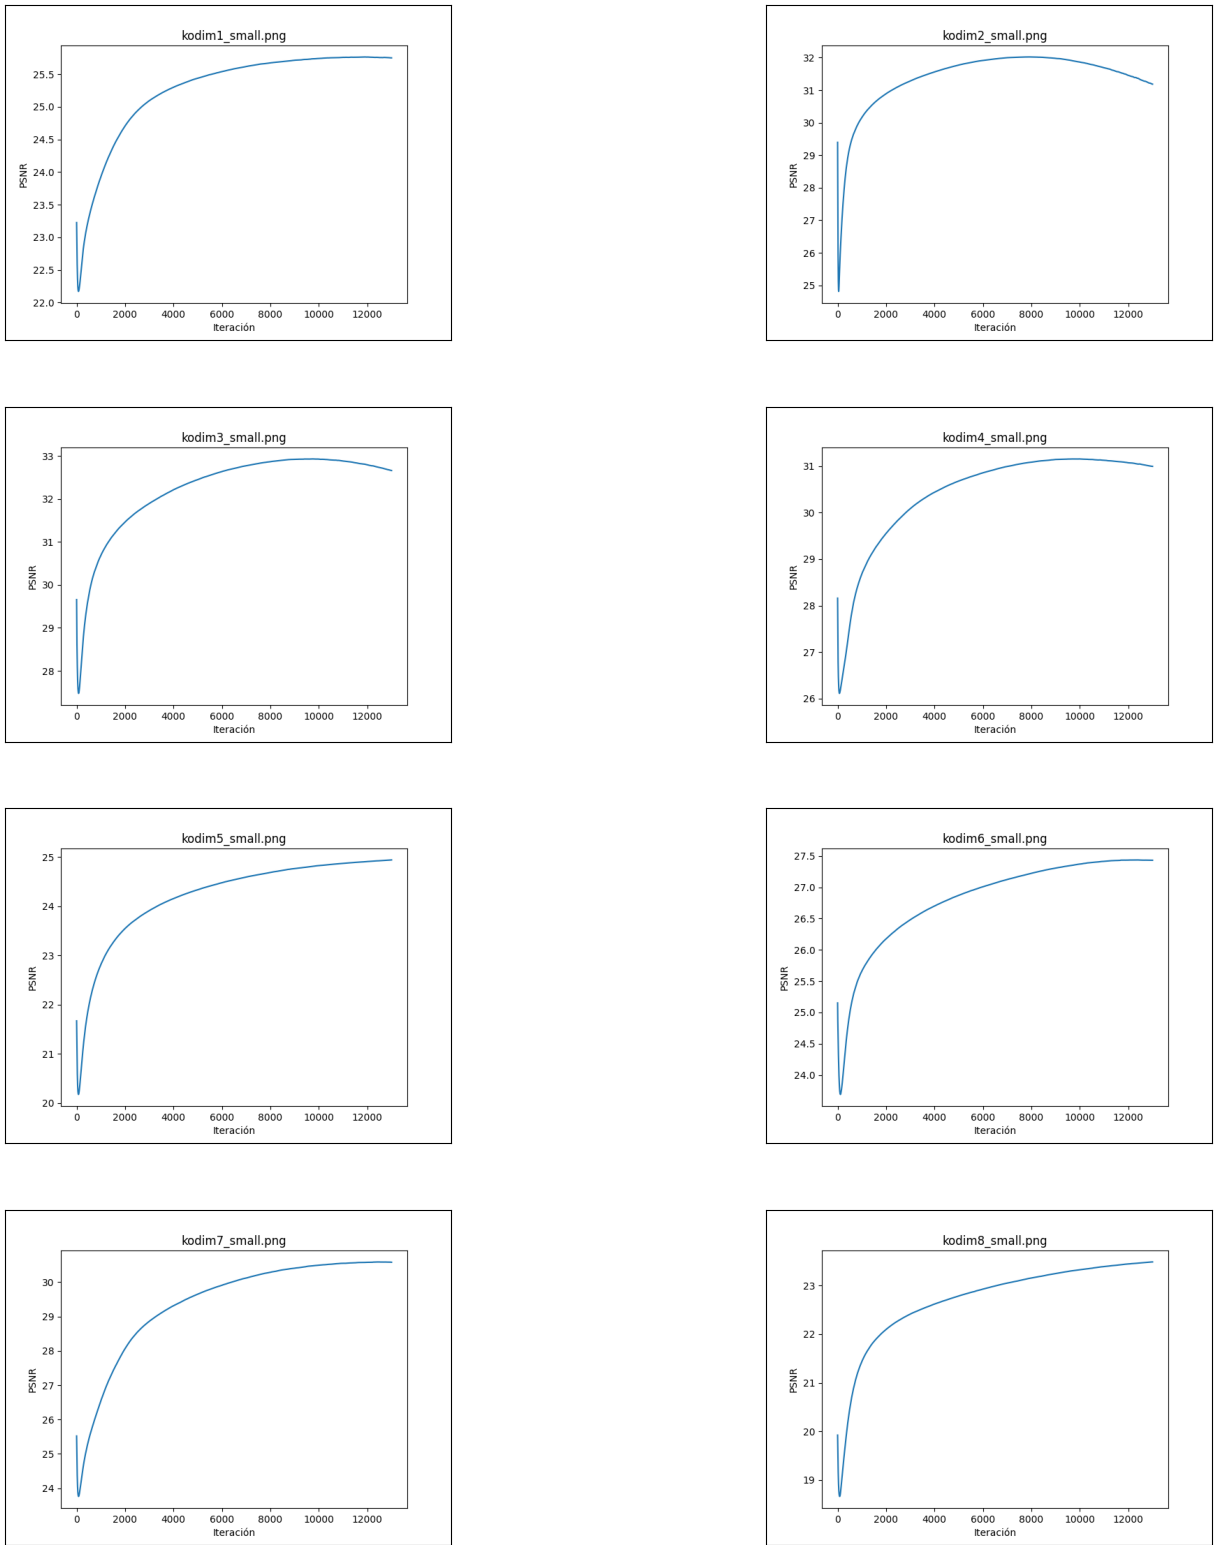 kodim1_small.png
PSNR
25.5
25.0
24.5
24.0
23.5
23.0
22.5
22.0
0 2000 4000 6000 8000 10000 12000
Iteración
kodim2_small.png
PSNR
32
31
30
29
28
27
26
25
0 2000 4000 6000 8000 10000 12000
Iteración
kodim3_small.png
PSNR
33
32
31
30
29
28
0 2000 4000 6000 8000 10000 12000
Iteración
kodim4_small.png
PSNR
31
30
29
28
27
26
0 2000 4000 6000 8000 10000 12000
Iteración
kodim5_small.png
PSNR
25
24
23
22
21
20
0 2000 4000 6000 8000 10000 12000
Iteración
kodim6_small.png
PSNR
27.5
27.0
26.5
26.0
25.5
25.0
24.5
24.0
0 2000 4000 6000 8000 10000 12000
Iteración
kodim7_small.png
PSNR
30
29
28
27
26
25
24
0 2000 4000 6000 8000 10000 12000
Iteración
kodim8_small.png
PSNR
23
22
21
20
19
0 2000 4000 6000 8000 10000 12000
Iteración